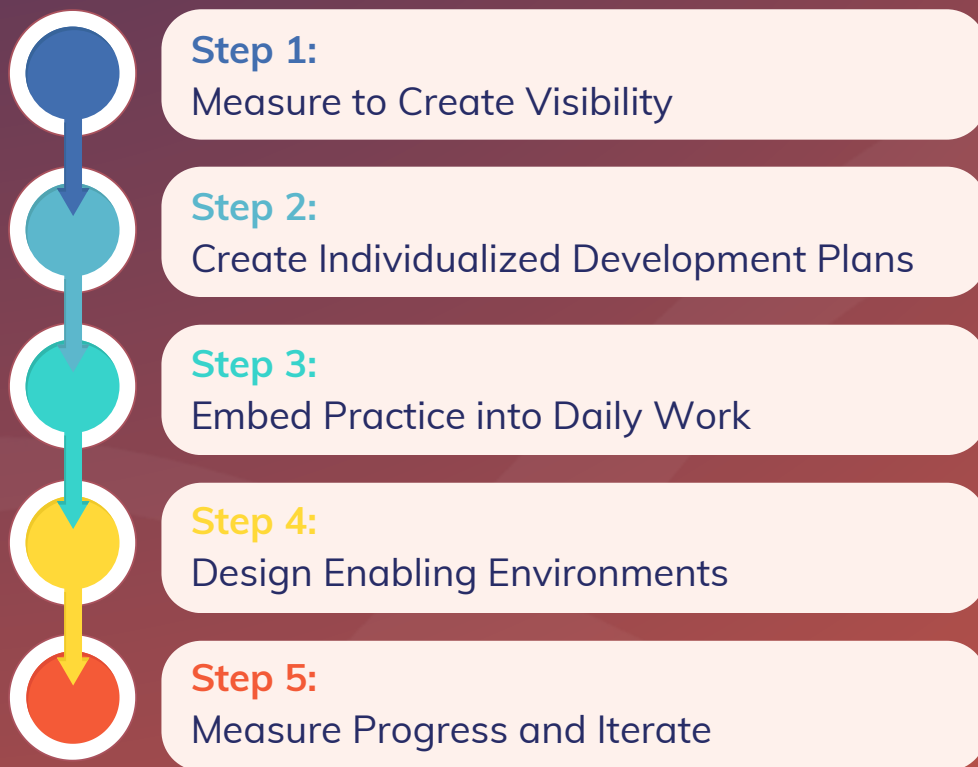 Step 1:
Measure to Create Visibility
Step 2:
Create Individualized Development Plans
Step 3:
Embed Practice into Daily Work
Step 4:
Design Enabling Environments
Step 5:
Measure Progress and Iterate